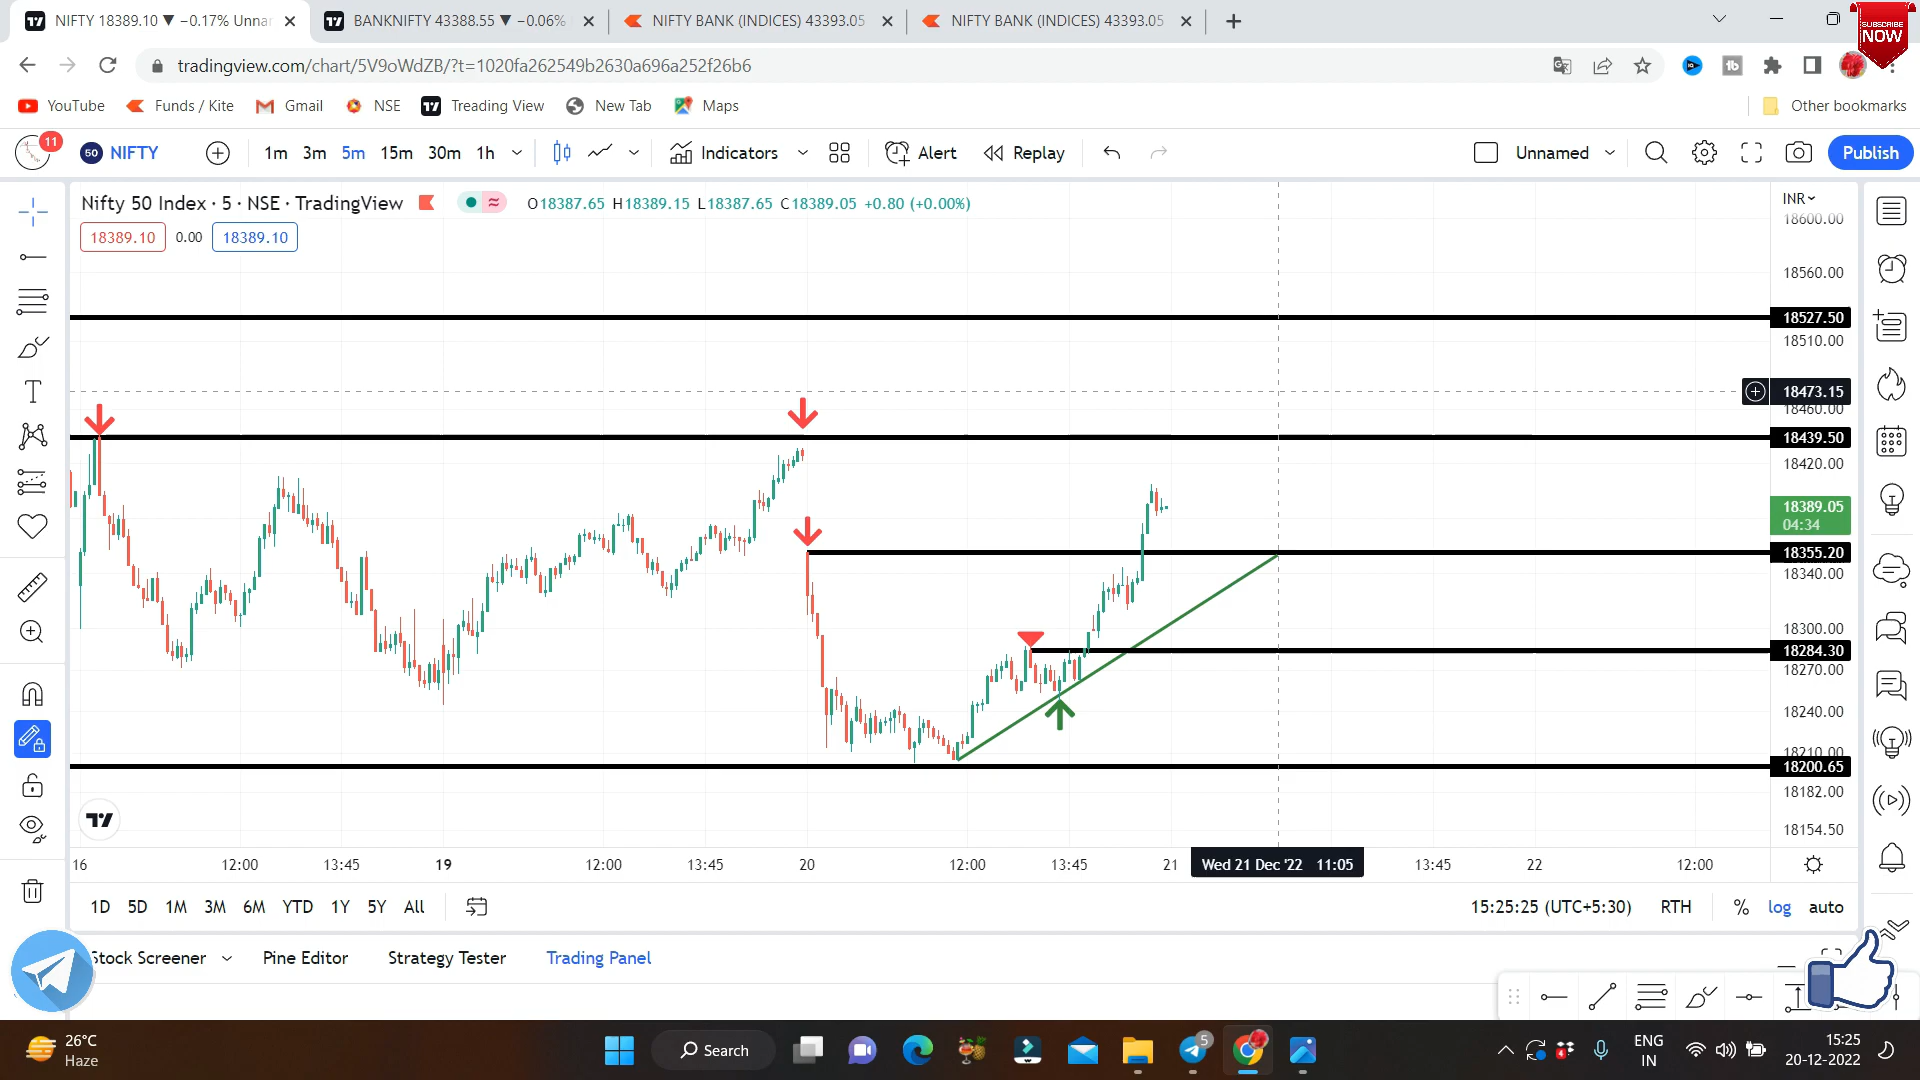 NIFTY 18389.10 ▼ −0.17% Unna
BANKNIFTY 43388.55 ▼ −0.06%
NIFTY BANK (INDICES) 43393.05
NIFTY BANK (INDICES) 43393.05
SUBSCRIBE
NOW
tradingview.com/chart/5V9oWdZB/?t=1020fa262549b2630a696a252f26b6
YouTube
Funds / Kite
Gmail
NSE
Treading View
New Tab
Maps
Other bookmarks
11
50 NIFTY
1m 3m 5m 15m 30m 1h
Indicators
Alert
Replay
Unnamed
Publish
Nifty 50 Index · 5 · NSE · TradingView
O18387.65 H18389.15 L18387.65 C18389.05 +0.80 (+0.00%)
INR
18389.10 0.00 18389.10
18600.00
18560.00
18527.50
18510.00
18473.15
18460.00
18439.50
18420.00
18389.05
04:34
18355.20
18340.00
18300.00
18284.30
18270.00
18240.00
18210.00
18200.65
18182.00
18154.50
16 12:00 13:45 19 12:00 13:45 20 12:00 13:45 21 Wed 21 Dec '22 11:05 13:45 22 12:00
1D 5D 1M 3M 6M YTD 1Y 5Y All
15:25:25 (UTC+5:30) RTH % log auto
Stock Screener
Pine Editor
Strategy Tester
Trading Panel
26°C
Haze
Search
5
ENG
IN
15:25
20-12-2022